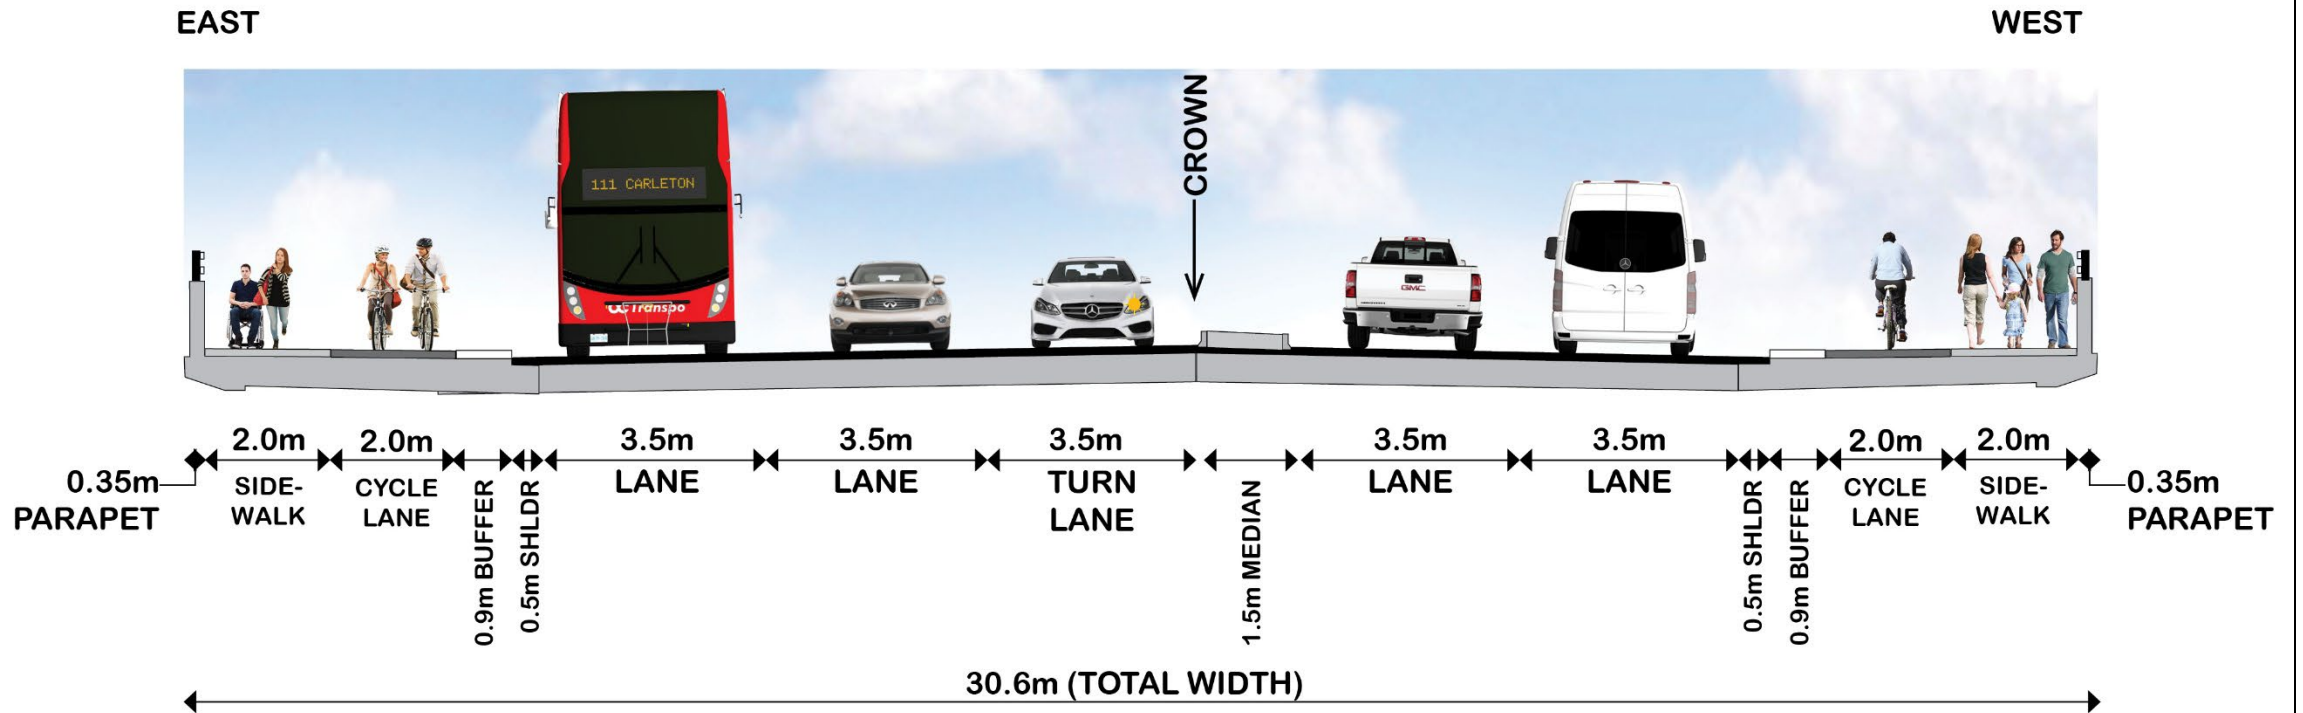 EAST
WEST
CROWN
111 CARLETON
OC Transpo
GMC
2.0m
2.0m
3.5m
3.5m
3.5m
3.5m
3.5m
2.0m
2.0m
0.35m
PARAPET
SIDE-
WALK
CYCLE
LANE
0.9m BUFFER
0.5m SHLDR
LANE
LANE
TURN
LANE
1.5m MEDIAN
LANE
LANE
0.5m SHLDR
0.9m BUFFER
CYCLE
LANE
SIDE-
WALK
0.35m
PARAPET
30.6m (TOTAL WIDTH)